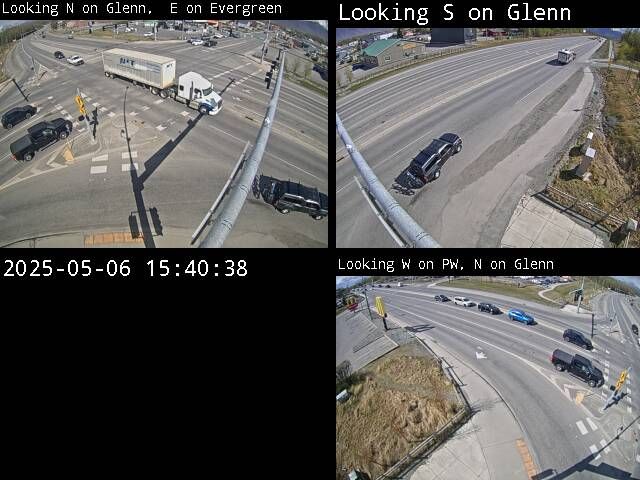 Looking N on Glenn,  E on Evergreen
Looking S on Glenn
2025-05-06 15:40:38
Looking W on PW, N on Glenn